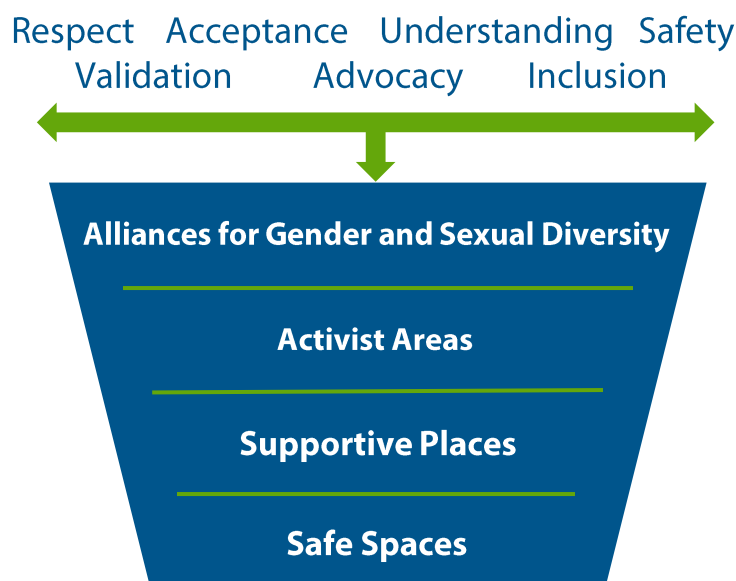 Respect Acceptance Understanding Safety
Validation Advocacy Inclusion
Alliances for Gender and Sexual Diversity
Activist Areas
Supportive Places
Safe Spaces